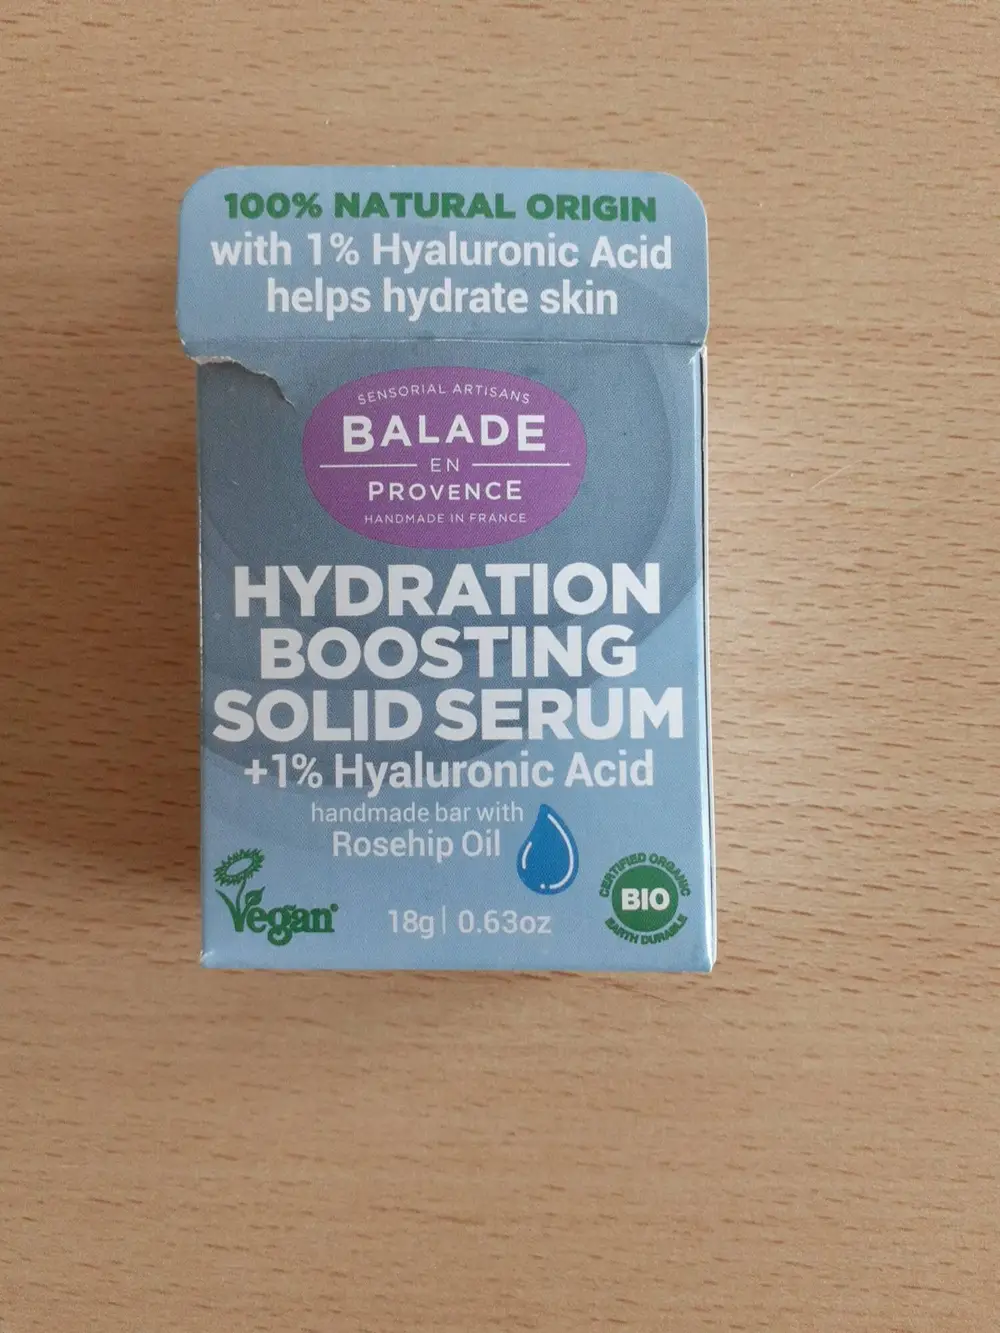 100% NATURAL ORIGIN
with 1% Hyaluronic Acid
helps hydrate skin
SENSORIAL ARTISANS
BALADE
EN
PROVENCE
HANDMADE IN FRANCE
HYDRATION
BOOSTING
SOLID SERUM
+1% Hyaluronic Acid
handmade bar with
Rosehip Oil
Vegan
18g | 0.63oz
CERTIFIED ORGANIC
BIO
EARTH DURABLE